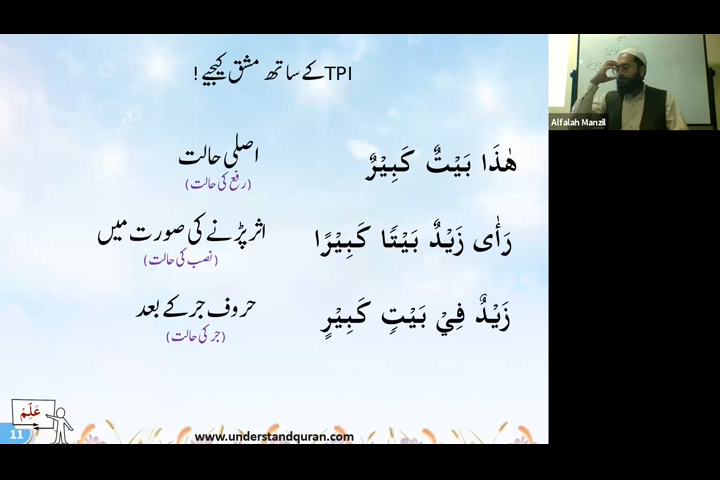 TPI کے ساتھ مشق کیجیے !
هٰذَا بَيْتٌ كَبِيْرٌ
اصلی حالت
(رفع کی حالت)
رَأٰى زَيْدٌ بَيْتًا كَبِيْرًا
اثر پڑنے کی صورت میں
(نصب کی حالت)
زَيْدٌ فِيْ بَيْتٍ كَبِيْرٍ
حروف جر کے بعد
(جر کی حالت)
عَلِّمْ
11
www.understandquran.com
Alfalah Manzil